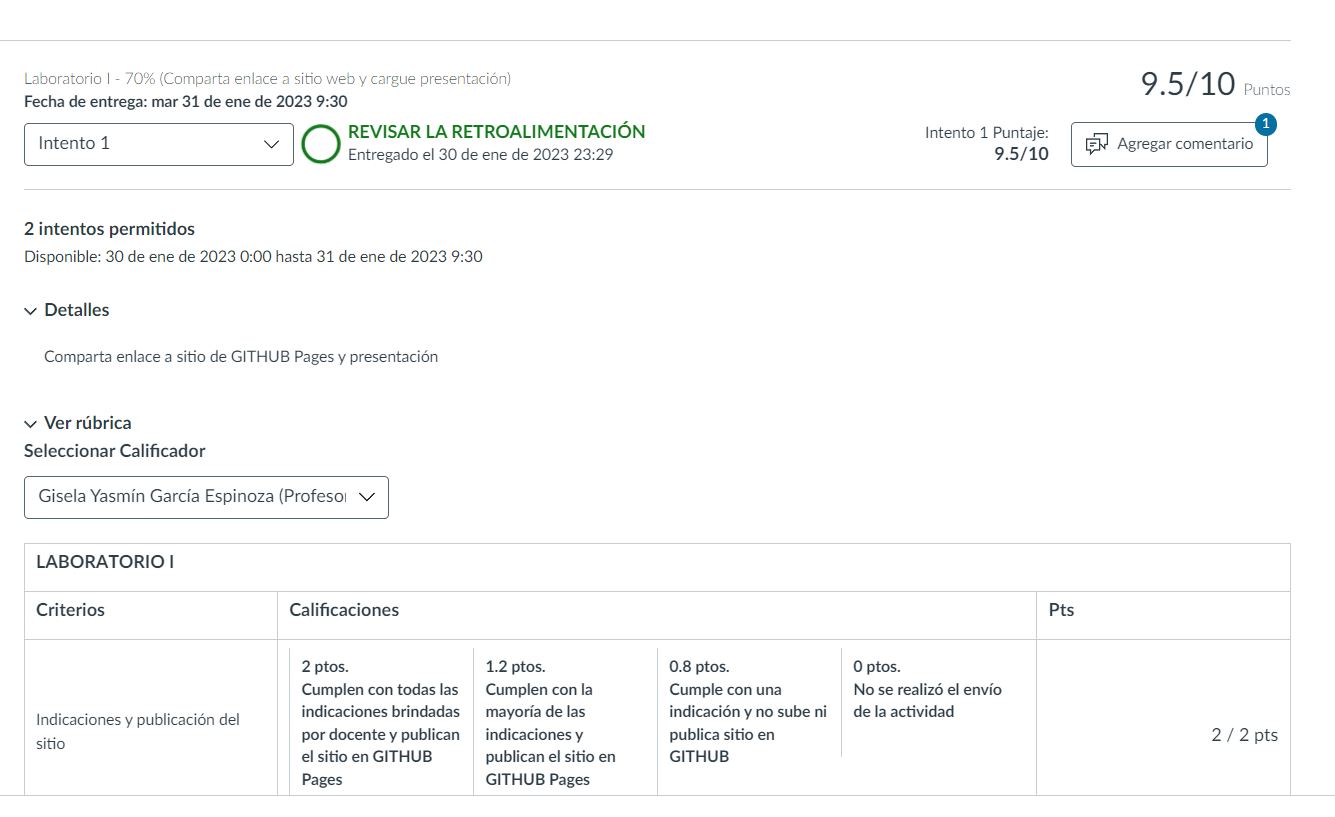 Laboratorio I - 70% (Comparta enlace a sitio web y cargue presentación)
Fecha de entrega: mar 31 de ene de 2023 9:30
9.5/10 Puntos
Intento 1
REVISAR LA RETROALIMENTACIÓN
Entregado el 30 de ene de 2023 23:29
Intento 1 Puntaje:
9.5/10
Agregar comentario
1
2 intentos permitidos
Disponible: 30 de ene de 2023 0:00 hasta 31 de ene de 2023 9:30
Detalles
Comparta enlace a sitio de GITHUB Pages y presentación
Ver rúbrica
Seleccionar Calificador
Gisela Yasmín García Espinoza (Profesor
LABORATORIO I
Criterios
Calificaciones
Pts
Indicaciones y publicación del
sitio
2 ptos.
Cumplen con todas las
indicaciones brindadas
por docente y publican
el sitio en GITHUB
Pages
1.2 ptos.
Cumplen con la
mayoría de las
indicaciones y
publican el sitio en
GITHUB Pages
0.8 ptos.
Cumple con una
indicación y no sube ni
publica sitio en
GITHUB
0 ptos.
No se realizó el envío
de la actividad
2 / 2 pts